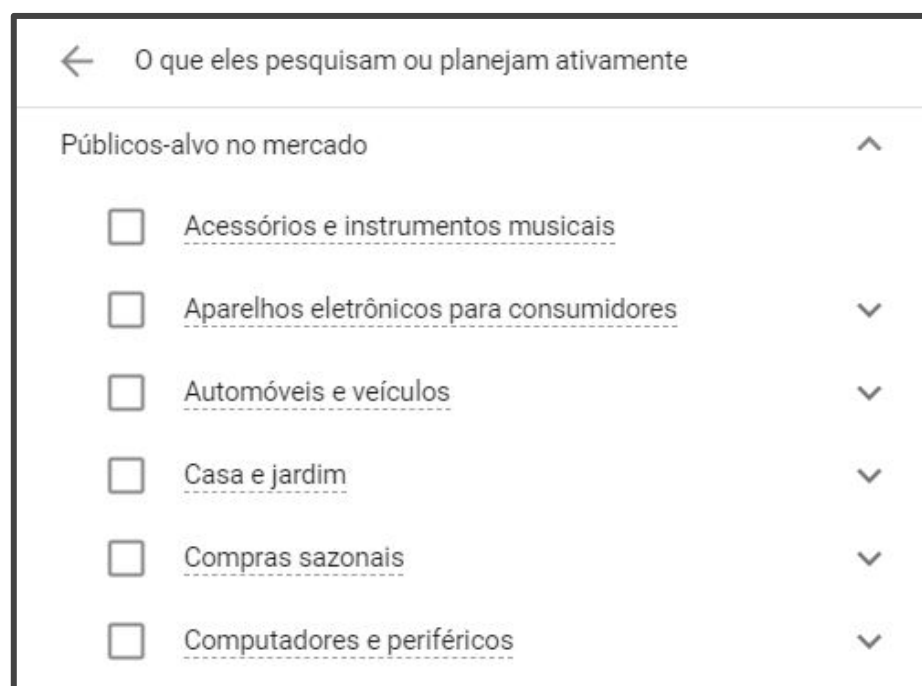 O que eles pesquisam ou planejam ativamente
Públicos-alvo no mercado
Acessórios e instrumentos musicais
Aparelhos eletrônicos para consumidores
Automóveis e veículos
Casa e jardim
Compras sazonais
Computadores e periféricos